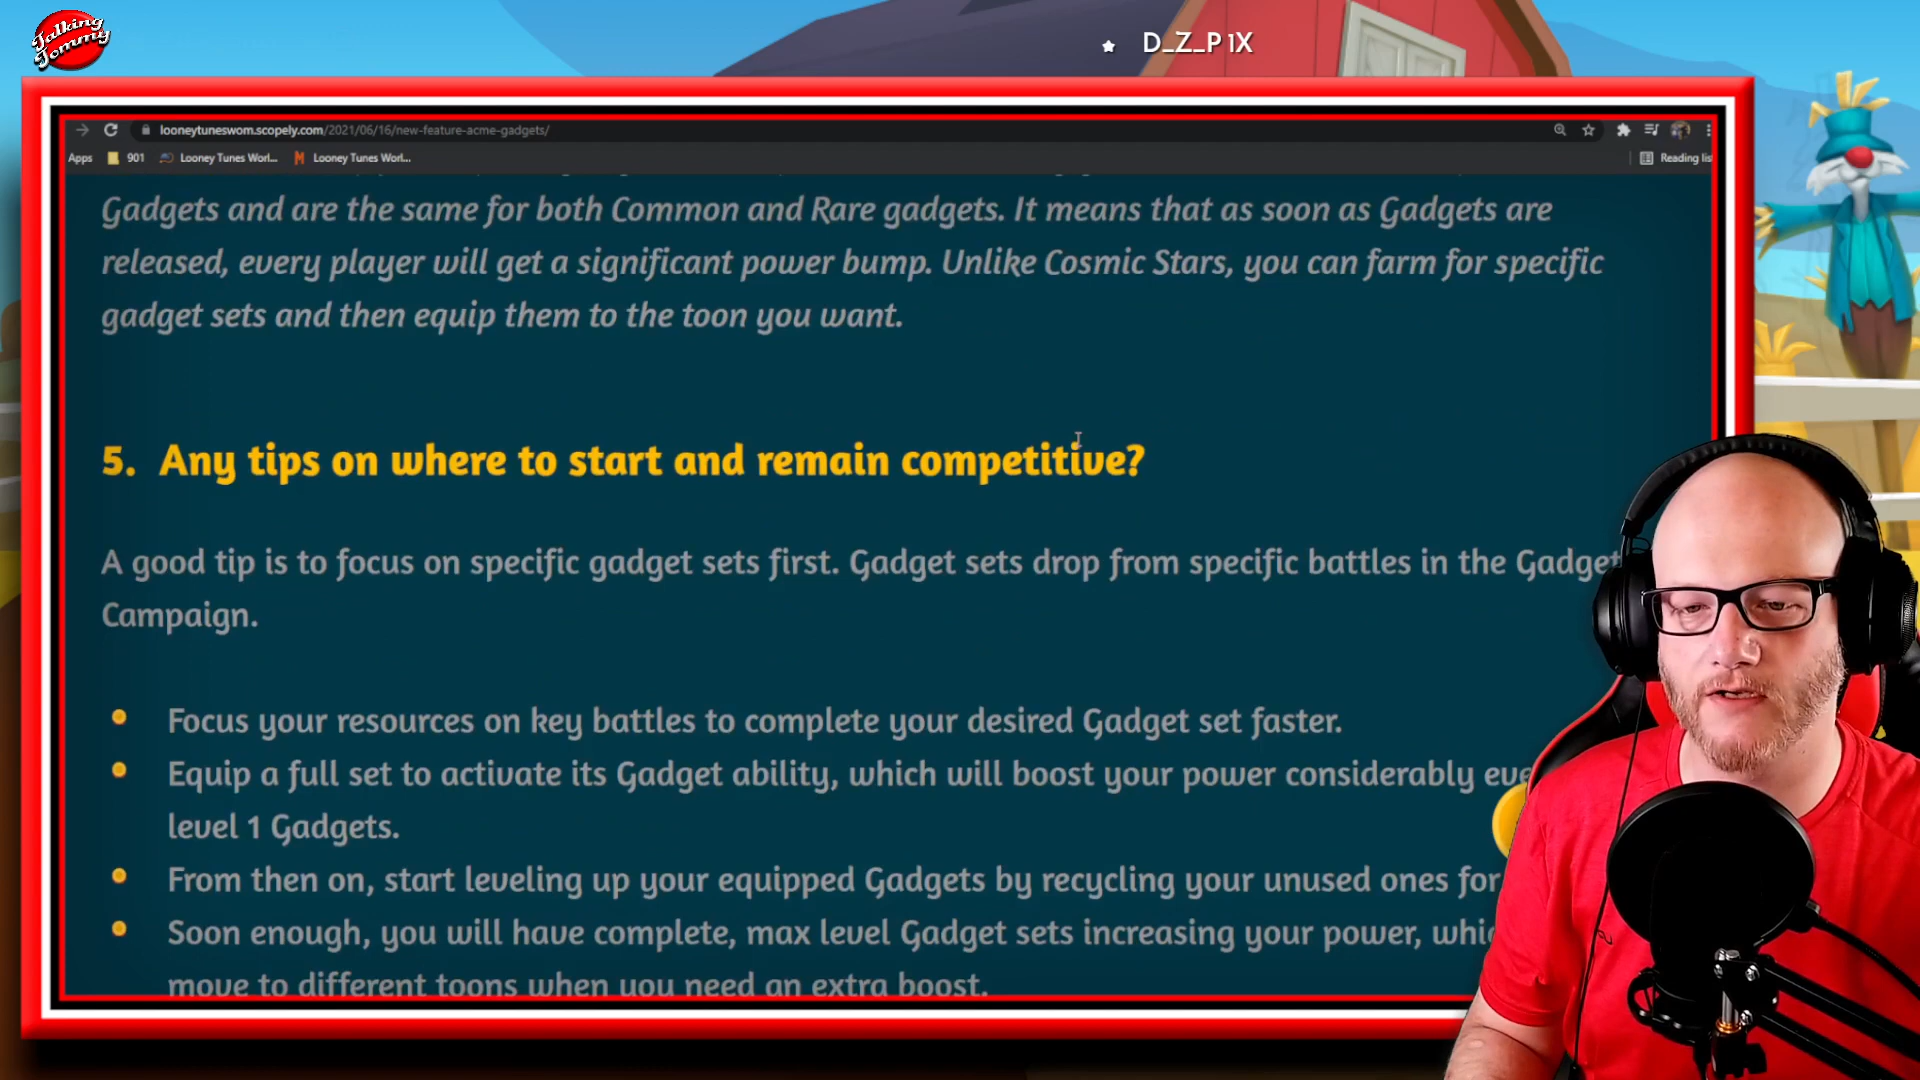 Talking
Tommy
D_Z_P 1X
looneytuneswom.scopely.com/2021/06/16/new-feature-acme-gadgets/
Apps 901 Looney Tunes Worl... Looney Tunes Worl... Reading lis
Gadgets and are the same for both Common and Rare gadgets. It means that as soon as Gadgets are
released, every player will get a significant power bump. Unlike Cosmic Stars, you can farm for specific
gadget sets and then equip them to the toon you want.
5. Any tips on where to start and remain competitive?
A good tip is to focus on specific gadget sets first. Gadget sets drop from specific battles in the Gadget
Campaign.
Focus your resources on key battles to complete your desired Gadget set faster.
Equip a full set to activate its Gadget ability, which will boost your power considerably eve
level 1 Gadgets.
From then on, start leveling up your equipped Gadgets by recycling your unused ones for
Soon enough, you will have complete, max level Gadget sets increasing your power, whic
move to different toons when you need an extra boost.